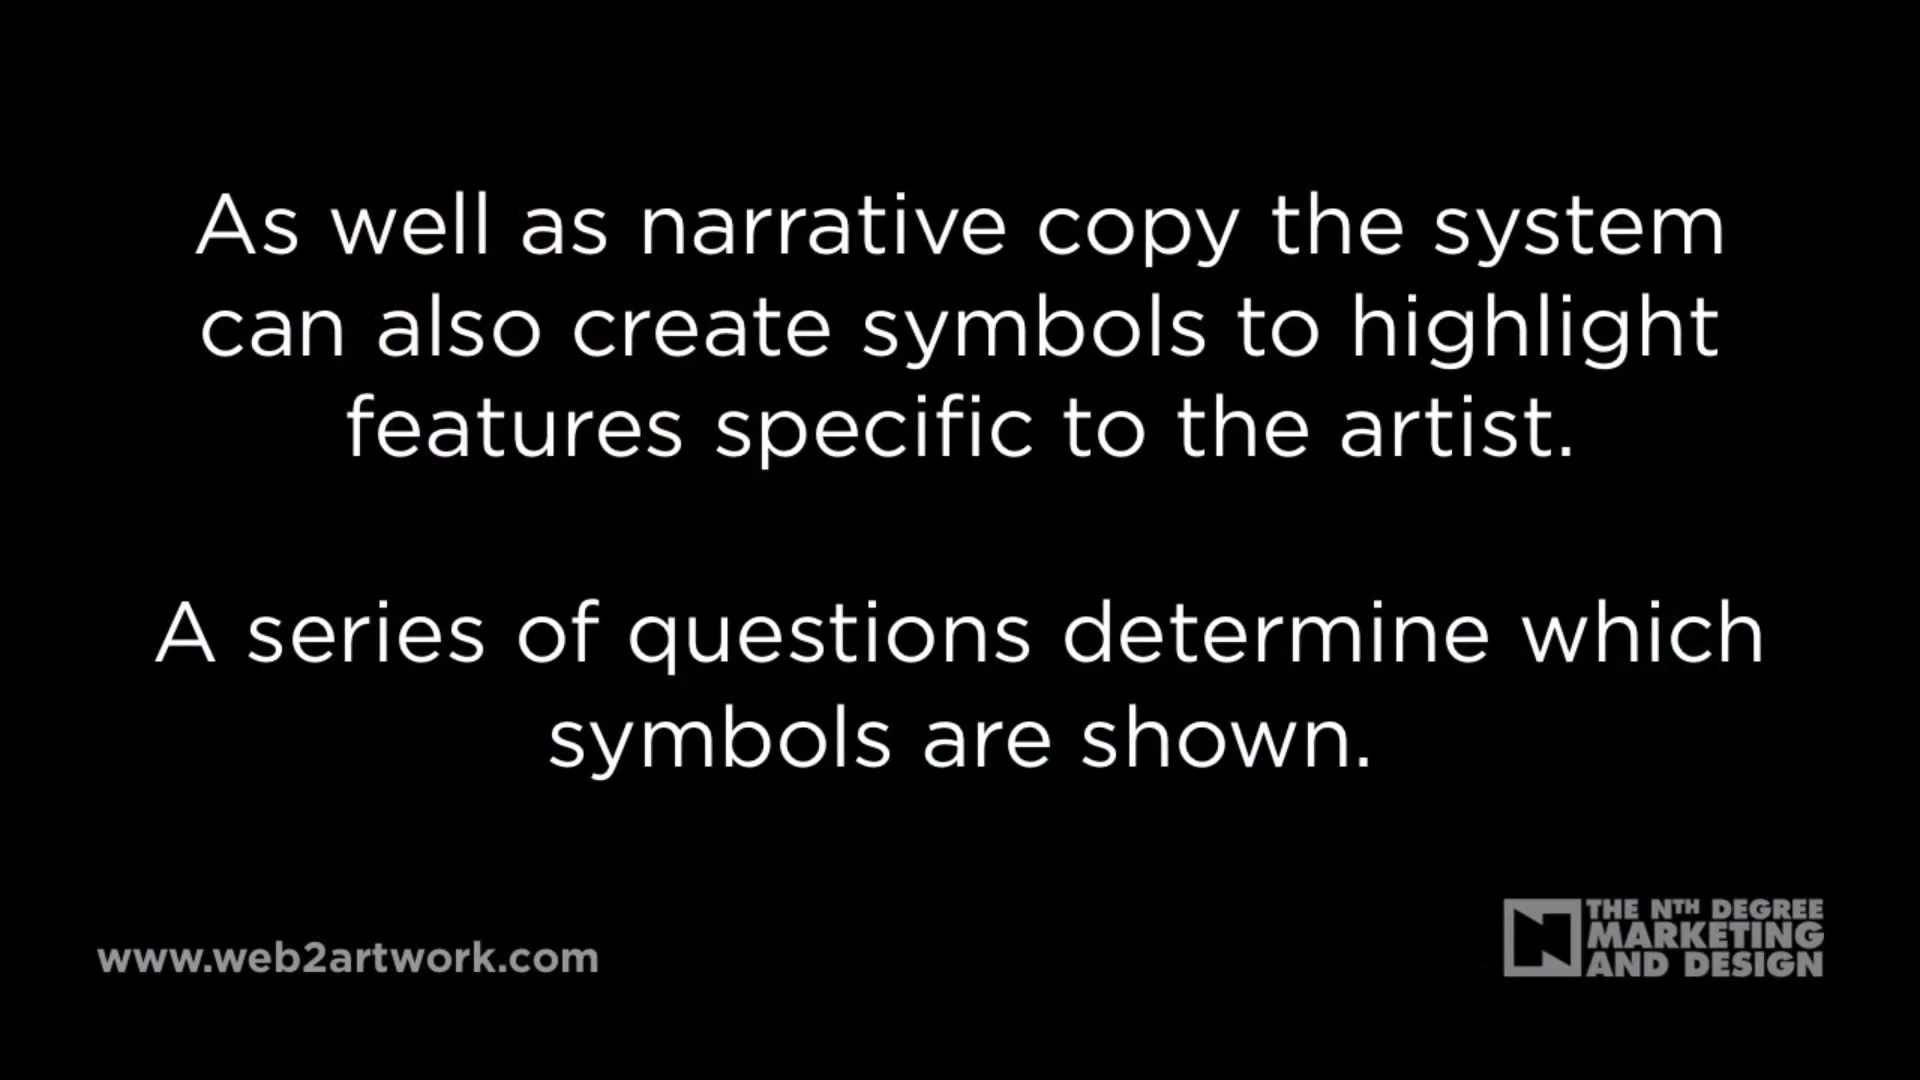 As well as narrative copy the system
can also create symbols to highlight
features specific to the artist.
A series of questions determine which
symbols are shown.
www.web2artwork.com
THE NTH DEGREE
MARKETING
AND DESIGN